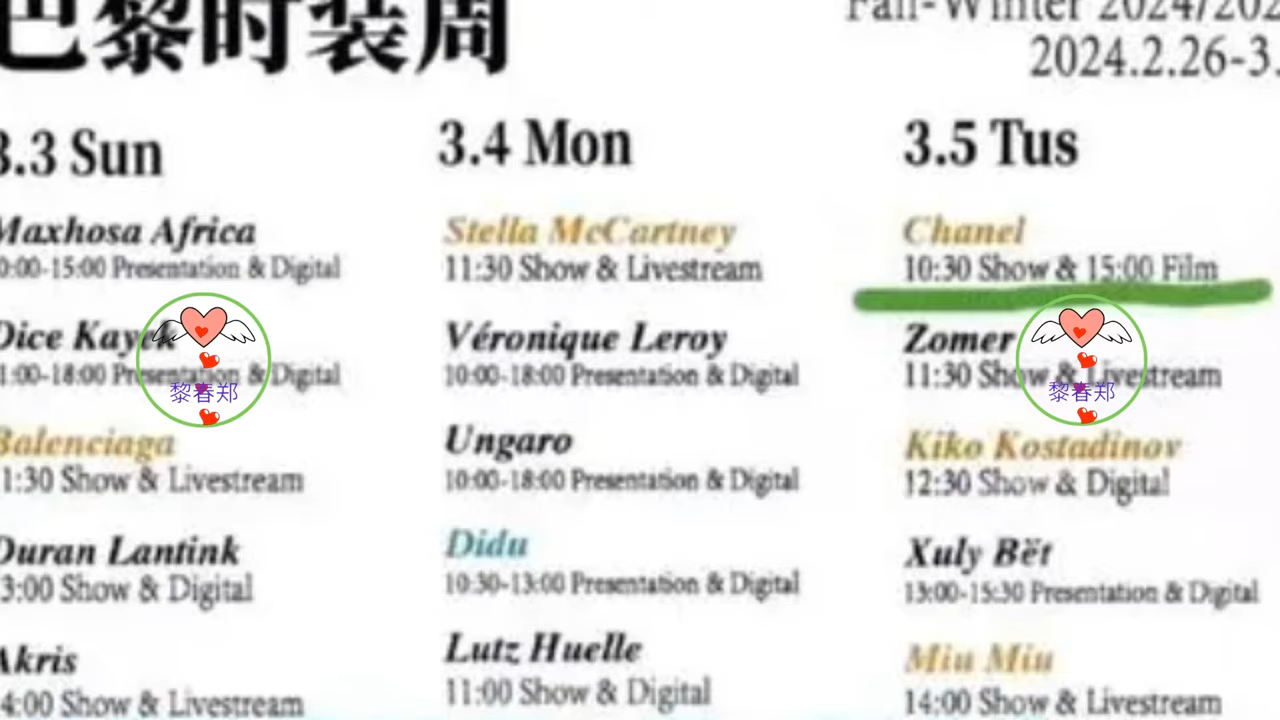 巴黎时装周
Fall-Winter 2024/202
2024.2.26-3.
3.3 Sun
Maxhosa Africa
0:00-15:00 Presentation & Digital
Dice Kayek
1:00-18:00 Presentation & Digital
黎春郑
Balenciaga
1:30 Show & Livestream
Duran Lantink
3:00 Show & Digital
Akris
4:00 Show & Livestream
3.4 Mon
Stella McCartney
11:30 Show & Livestream
Véronique Leroy
10:00-18:00 Presentation & Digital
Ungaro
10:00-18:00 Presentation & Digital
Didu
10:30-13:00 Presentation & Digital
Lutz Huelle
11:00 Show & Digital
3.5 Tus
Chanel
10:30 Show & 15:00 Film
Zomer
11:30 Show & Livestream
黎春郑
Kiko Kostadinov
12:30 Show & Digital
Xuly Bët
13:00-15:30 Presentation & Digital
Miu Miu
14:00 Show & Livestream